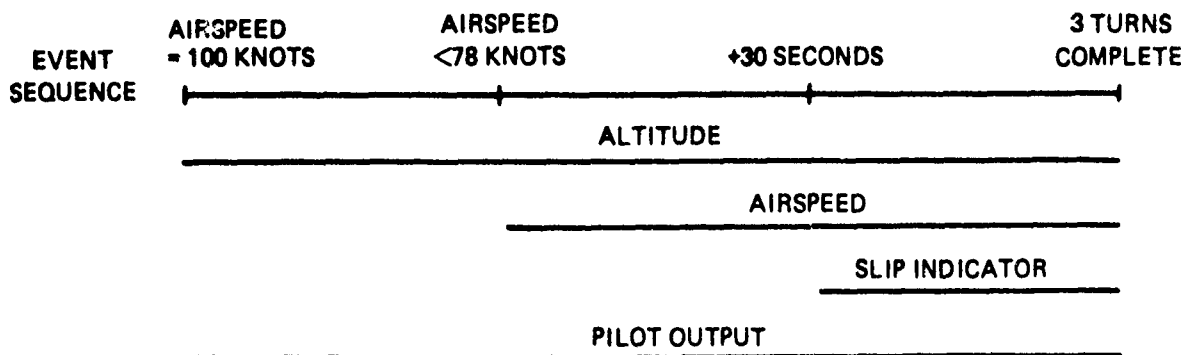 AIRSPEED
= 100 KNOTS
AIRSPEED
<78 KNOTS
+30 SECONDS
3 TURNS
COMPLETE
EVENT
SEQUENCE
ALTITUDE
AIRSPEED
SLIP INDICATOR
PILOT OUTPUT